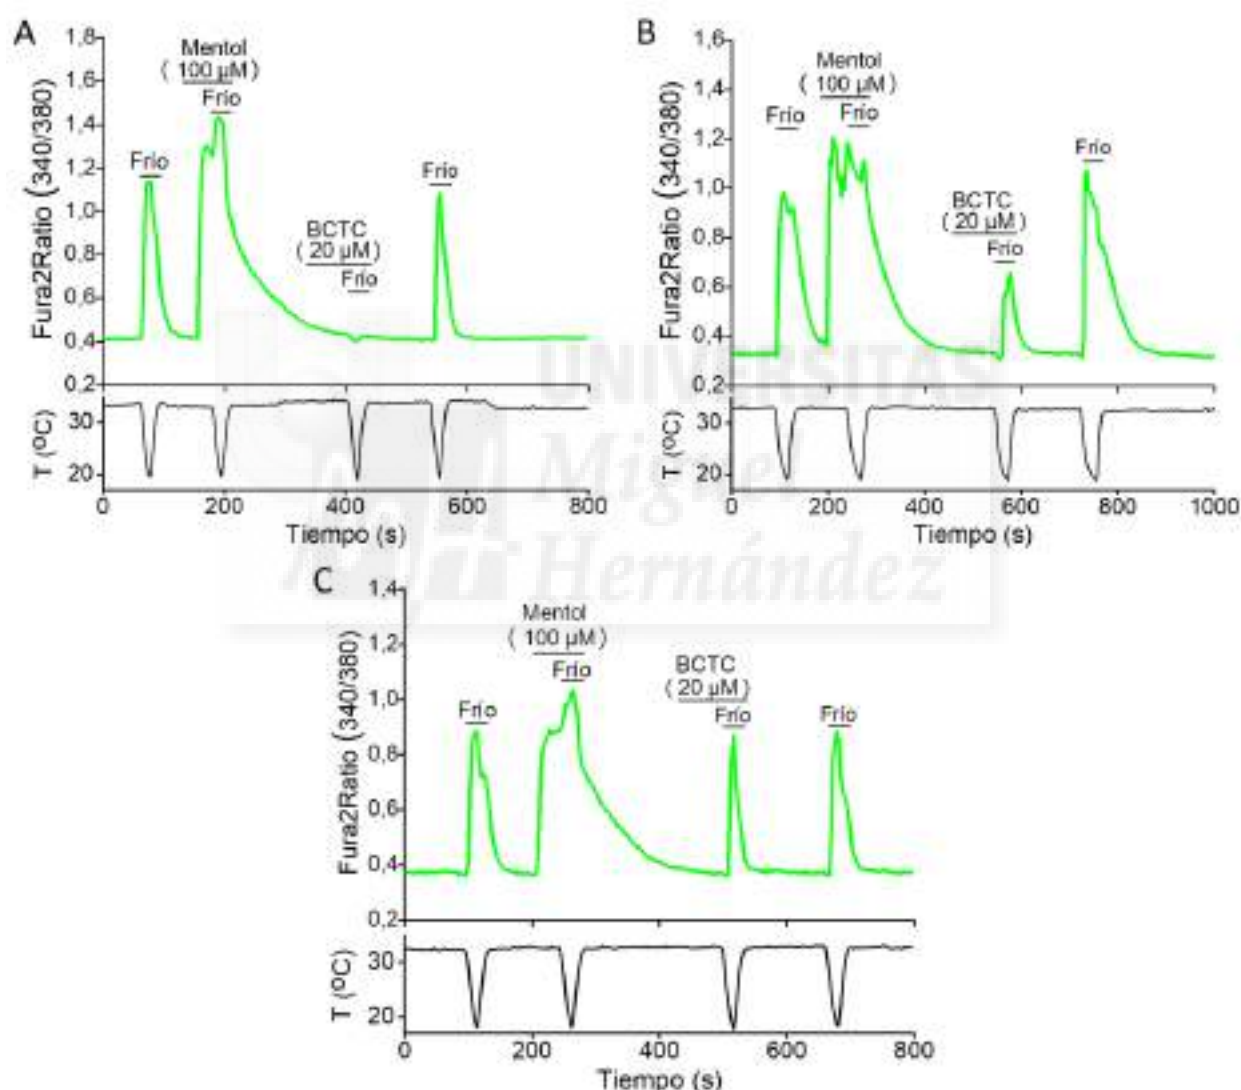 A
1,8
1,6
1,4
1,2
1,0
0,8
0,6
0,4
0,2
Fura2Ratio (340/380)
Mentol
( 100 µM )
Frío
Frío
BCTC
( 20 µM )
Frío
Frío
30
20
T (ºC)
0 200 400 600 800
Tiempo (s)
B
1,6
1,4
1,2
1,0
0,8
0,6
0,4
0,2
Fura2Ratio (340/380)
Mentol
( 100 µM )
Frío
Frío
BCTC
( 20 µM )
Frío
Frío
30
20
T (ºC)
0 200 400 600 800 1000
Tiempo (s)
UNIVERSITAS
Miguel
Hernández
C
1,4
1,2
1,0
0,8
0,6
0,4
0,2
Fura2Ratio (340/380)
Mentol
( 100 µM )
Frío
Frío
BCTC
( 20 µM )
Frío
Frío
30
20
T (ºC)
0 200 400 600 800
Tiempo (s)